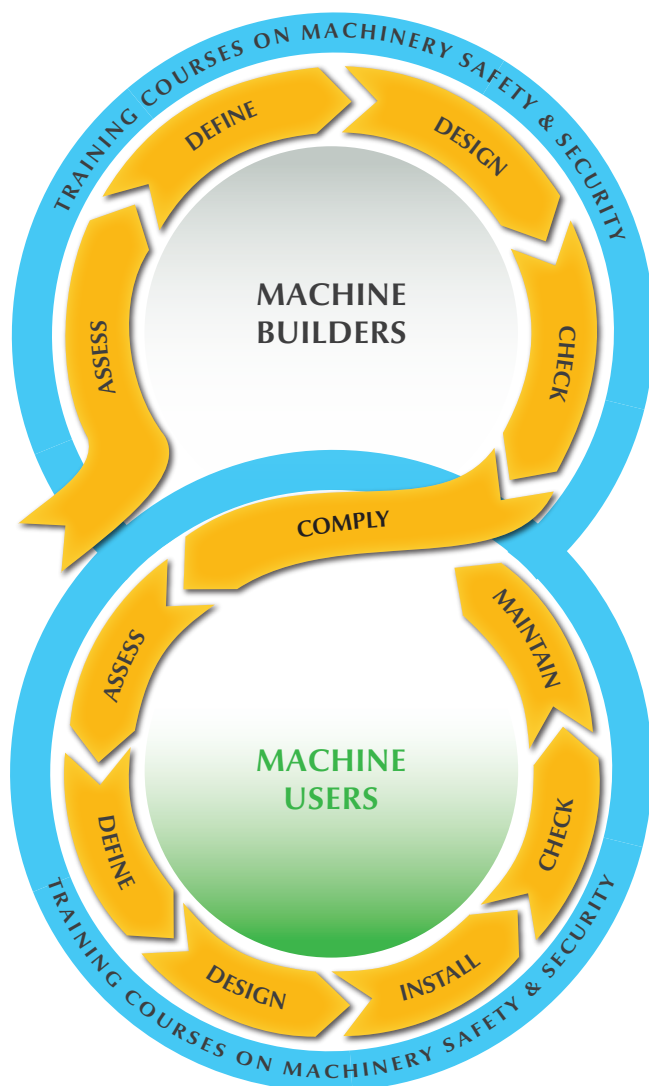 TRAINING COURSES ON MACHINERY SAFETY & SECURITY
DEFINE
DESIGN
ASSESS
MACHINE
BUILDERS
CHECK
COMPLY
ASSESS
MAINTAIN
MACHINE
USERS
DEFINE
CHECK
DESIGN
INSTALL
TRAINING COURSES ON MACHINERY SAFETY & SECURITY